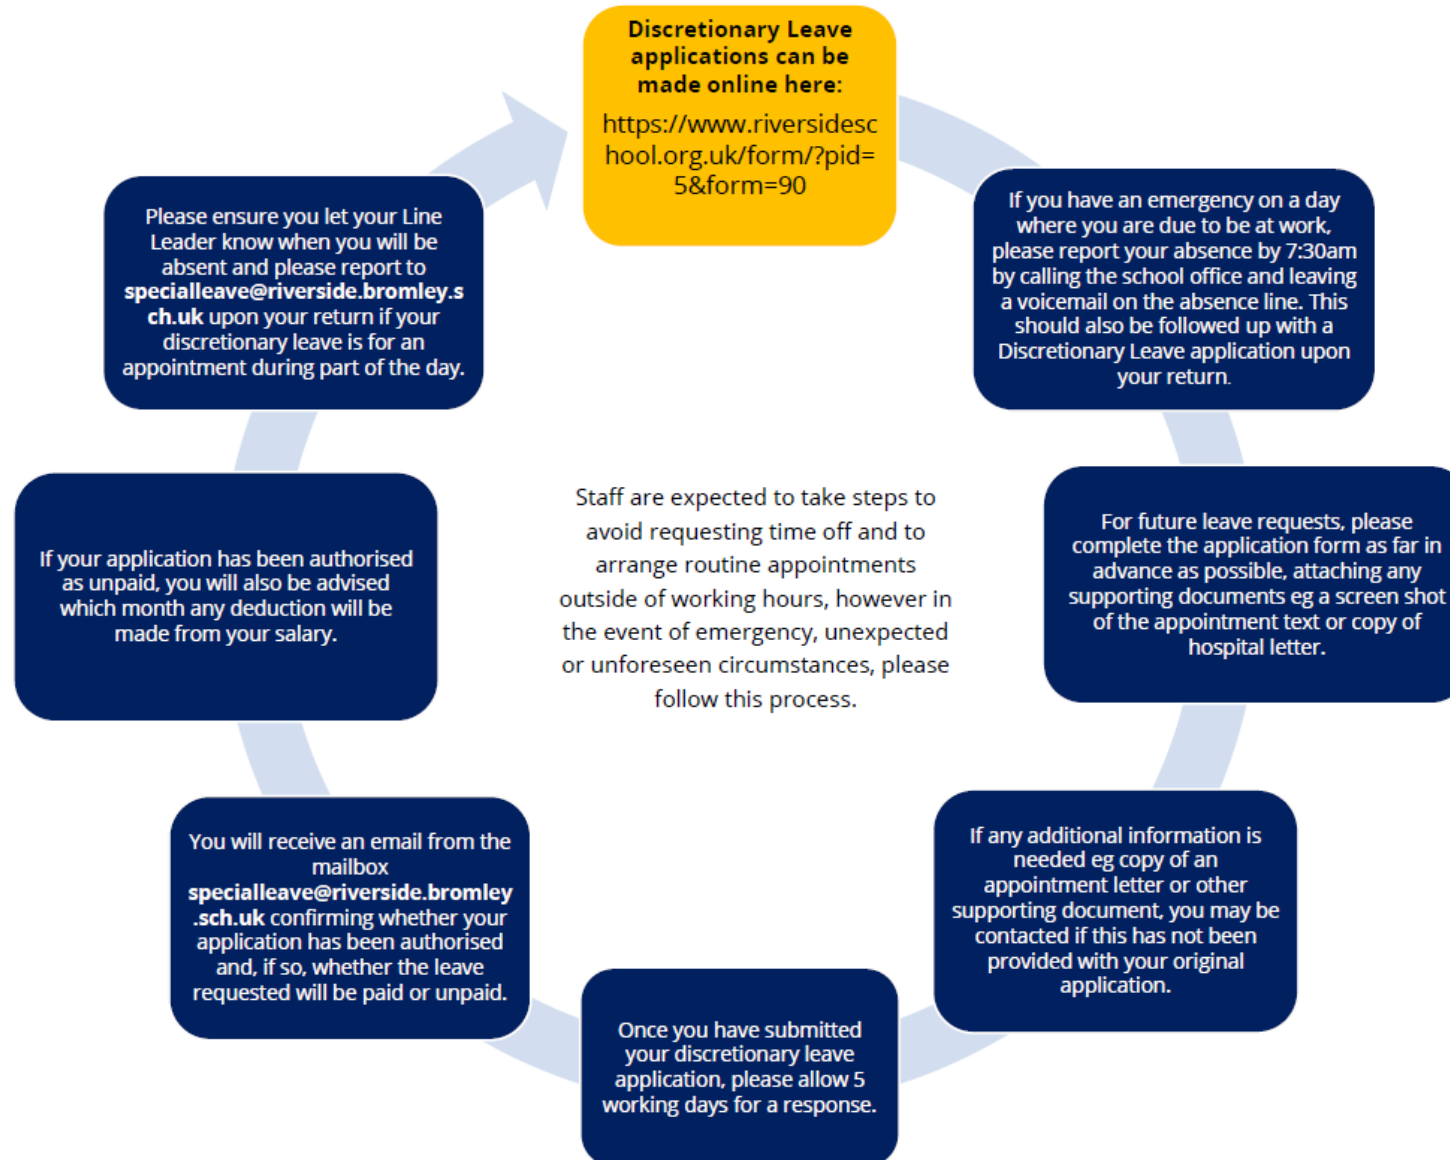 Discretionary Leave
applications can be
made online here:
https://www.riversidesc
hool.org.uk/form/?pid=
5&form=90
If you have an emergency on a day
where you are due to be at work,
please report your absence by 7:30am
by calling the school office and leaving
a voicemail on the absence line. This
should also be followed up with a
Discretionary Leave application upon
your return.
For future leave requests, please
complete the application form as far in
advance as possible, attaching any
supporting documents eg a screen shot
of the appointment text or copy of
hospital letter.
If any additional information is
needed eg copy of an
appointment letter or other
supporting document, you may be
contacted if this has not been
provided with your original
application.
Once you have submitted
your discretionary leave
application, please allow 5
working days for a response.
You will receive an email from the
mailbox
specialleave@riverside.bromley
.sch.uk confirming whether your
application has been authorised
and, if so, whether the leave
requested will be paid or unpaid.
If your application has been authorised
as unpaid, you will also be advised
which month any deduction will be
made from your salary.
Please ensure you let your Line
Leader know when you will be
absent and please report to
specialleave@riverside.bromley.s
ch.uk upon your return if your
discretionary leave is for an
appointment during part of the day.
Staff are expected to take steps to
avoid requesting time off and to
arrange routine appointments
outside of working hours, however in
the event of emergency, unexpected
or unforeseen circumstances, please
follow this process.